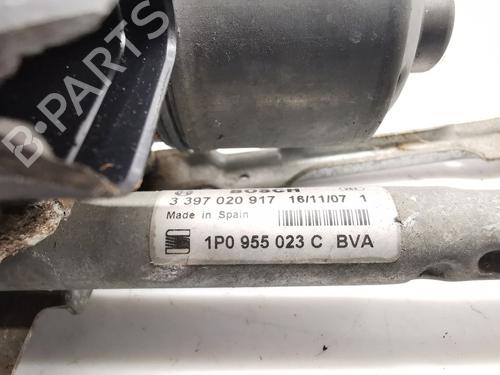 B-PARTS
BOSCH
3 397 020 917 16/11/07 1
Made in Spain
1P0 955 023 C BVA